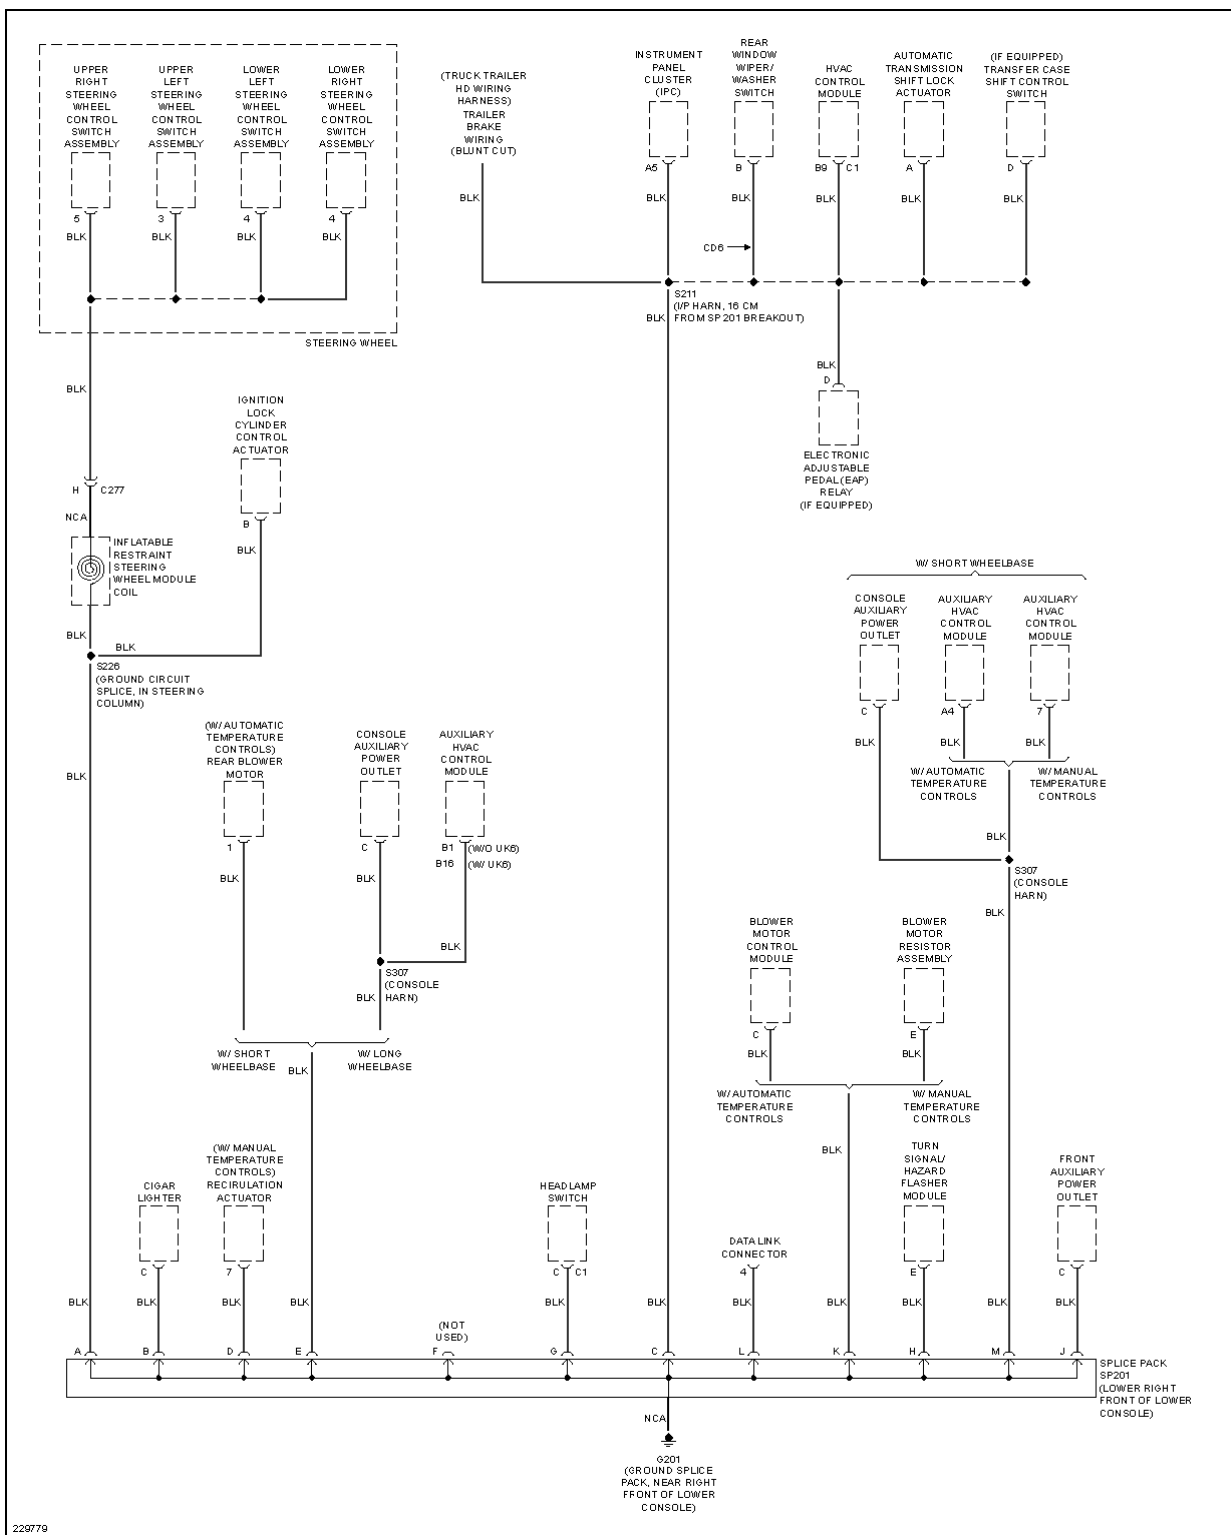 UPPER
RIGHT
STEERING
WHEEL
CONTROL
SWITCH
ASSEMBLY
UPPER
LEFT
STEERING
WHEEL
CONTROL
SWITCH
ASSEMBLY
LOWER
LEFT
STEERING
WHEEL
CONTROL
SWITCH
ASSEMBLY
LOWER
RIGHT
STEERING
WHEEL
CONTROL
SWITCH
ASSEMBLY
(TRUCK TRAILER
HD WIRING
HARNESS)
TRAILER
BRAKE
WIRING
(BLUNT CUT)
INSTRUMENT
PANEL
CLUSTER
(IPC)
REAR
WINDOW
WIPER/
WASHER
SWITCH
HVAC
CONTROL
MODULE
AUTOMATIC
TRANSMISSION
SHIFT LOCK
ACTUATOR
(IF EQUIPPED)
TRANSFER CASE
SHIFT CONTROL
SWITCH
5
3
4
4
A5
B
B9 C1
A
D
BLK
BLK
BLK
BLK
BLK
BLK
BLK
BLK
BLK
BLK
CD6
S211
(I/P HARN, 16 CM
FROM SP201 BREAKOUT)
BLK
STEERING WHEEL
BLK
D
ELECTRONIC
ADJUSTABLE
PEDAL(EAP)
RELAY
(IF EQUIPPED)
BLK
IGNITION
LOCK
CYLINDER
CONTROL
ACTUATOR
H C277
NCA
B
BLK
INFLATABLE
RESTRAINT
STEERING
WHEEL MODULE
COIL
BLK
BLK
S226
(GROUND CIRCUIT
SPLICE, IN STEERING
COLUMN)
BLK
W/ SHORT WHEELBASE
CONSOLE
AUXILIARY
POWER
OUTLET
AUXILIARY
HVAC
CONTROL
MODULE
AUXILIARY
HVAC
CONTROL
MODULE
C
A4
7
BLK
BLK
BLK
W/ AUTOMATIC
TEMPERATURE
CONTROLS
W/ MANUAL
TEMPERATURE
CONTROLS
BLK
S307
(CONSOLE
HARN)
BLK
(W/ AUTOMATIC
TEMPERATURE
CONTROLS)
REAR BLOWER
MOTOR
CONSOLE
AUXILIARY
POWER
OUTLET
AUXILIARY
HVAC
CONTROL
MODULE
1
C
B1 (W/O UK6)
B16 (W/ UK6)
BLK
BLK
BLK
S307
(CONSOLE
HARN)
BLK
W/ SHORT
WHEELBASE
W/ LONG
WHEELBASE
BLK
BLOWER
MOTOR
CONTROL
MODULE
BLOWER
MOTOR
RESISTOR
ASSEMBLY
C
E
BLK
BLK
W/ AUTOMATIC
TEMPERATURE
CONTROLS
W/ MANUAL
TEMPERATURE
CONTROLS
BLK
CIGAR
LIGHTER
(W/ MANUAL
TEMPERATURE
CONTROLS)
RECIRULATION
ACTUATOR
HEADLAMP
SWITCH
DATA LINK
CONNECTOR
TURN
SIGNAL/
HAZARD
FLASHER
MODULE
FRONT
AUXILIARY
POWER
OUTLET
C
7
C C1
4
E
C
BLK
BLK
BLK
BLK
BLK
BLK
BLK
BLK
BLK
BLK
BLK
(NOT
USED)
A
B
D
E
F
G
C
L
K
H
M
J
SPLICE PACK
SP201
(LOWER RIGHT
FRONT OF LOWER
CONSOLE)
NCA
G201
(GROUND SPLICE
PACK, NEAR RIGHT
FRONT OF LOWER
CONSOLE)
229779